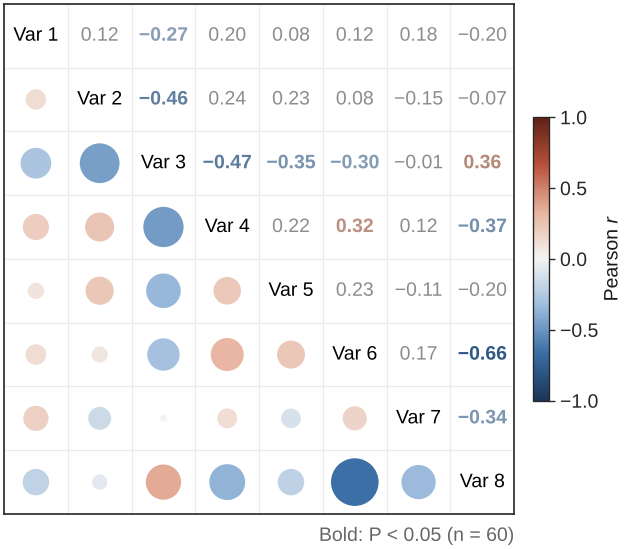 Var 1 0.12 −0.27 0.20 0.08 0.12 0.18 −0.20
Var 2 −0.46 0.24 0.23 0.08 −0.15 −0.07
Var 3 −0.47 −0.35 −0.30 −0.01 0.36
Var 4 0.22 0.32 0.12 −0.37
Var 5 0.23 −0.11 −0.20
Var 6 0.17 −0.66
Var 7 −0.34
Var 8
1.0
0.5
0.0
−0.5
−1.0
Pearson r
Bold: P < 0.05 (n = 60)